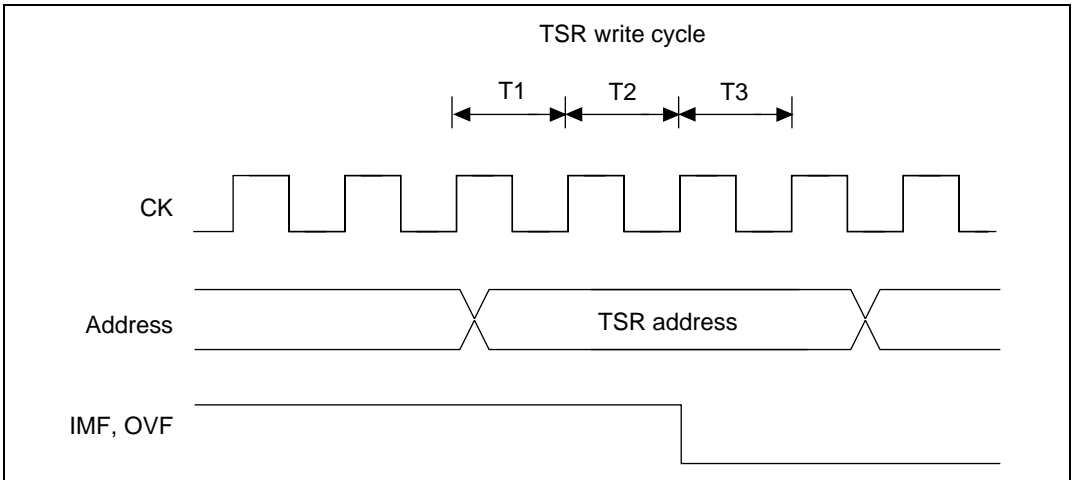 TSR write cycle
T1 T2 T3
CK
Address TSR address
IMF, OVF